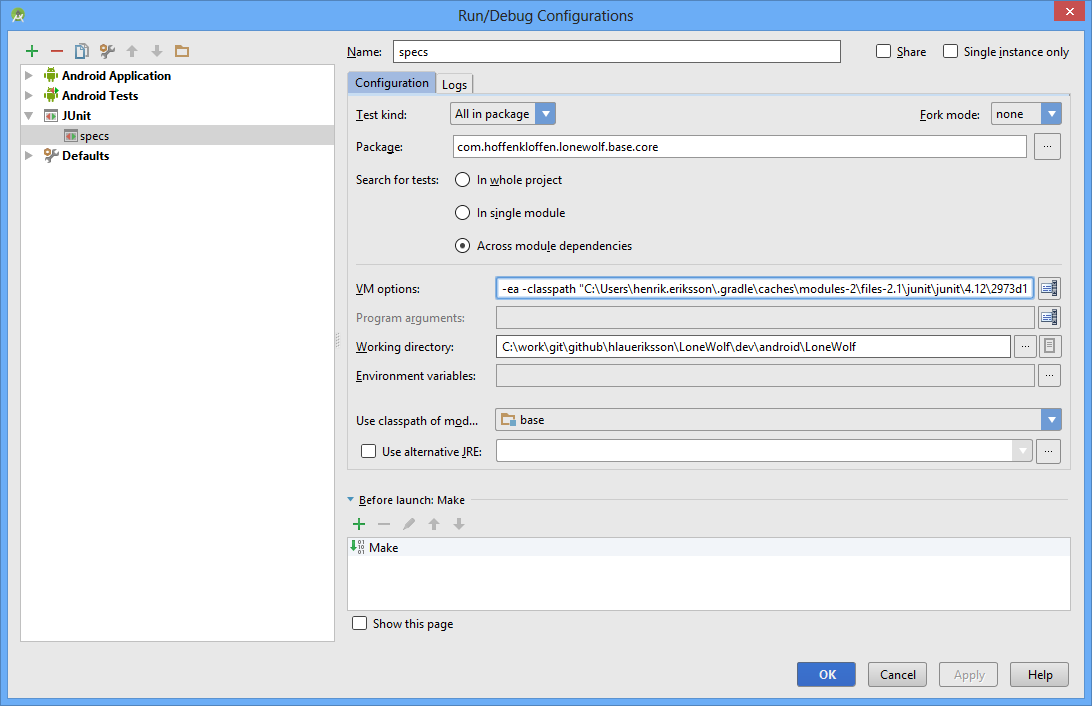 Run/Debug Configurations
Android Application
Android Tests
JUnit
specs
Defaults
Name: specs
Share
Single instance only
Configuration
Logs
Test kind: All in package
Fork mode: none
Package: com.hoffenkloffen.lonewolf.base.core
Search for tests: In whole project
In single module
Across module dependencies
VM options: -ea -classpath "C:\Users\henrik.eriksson\.gradle\caches\modules-2\files-2.1\junit\junit\4.12\2973d1
Program arguments:
Working directory: C:\work\git\github\hlaueriksson\LoneWolf\dev\android\LoneWolf
Environment variables:
Use classpath of mod... base
Use alternative JRE:
Before launch: Make
Make
Show this page
OK
Cancel
Apply
Help